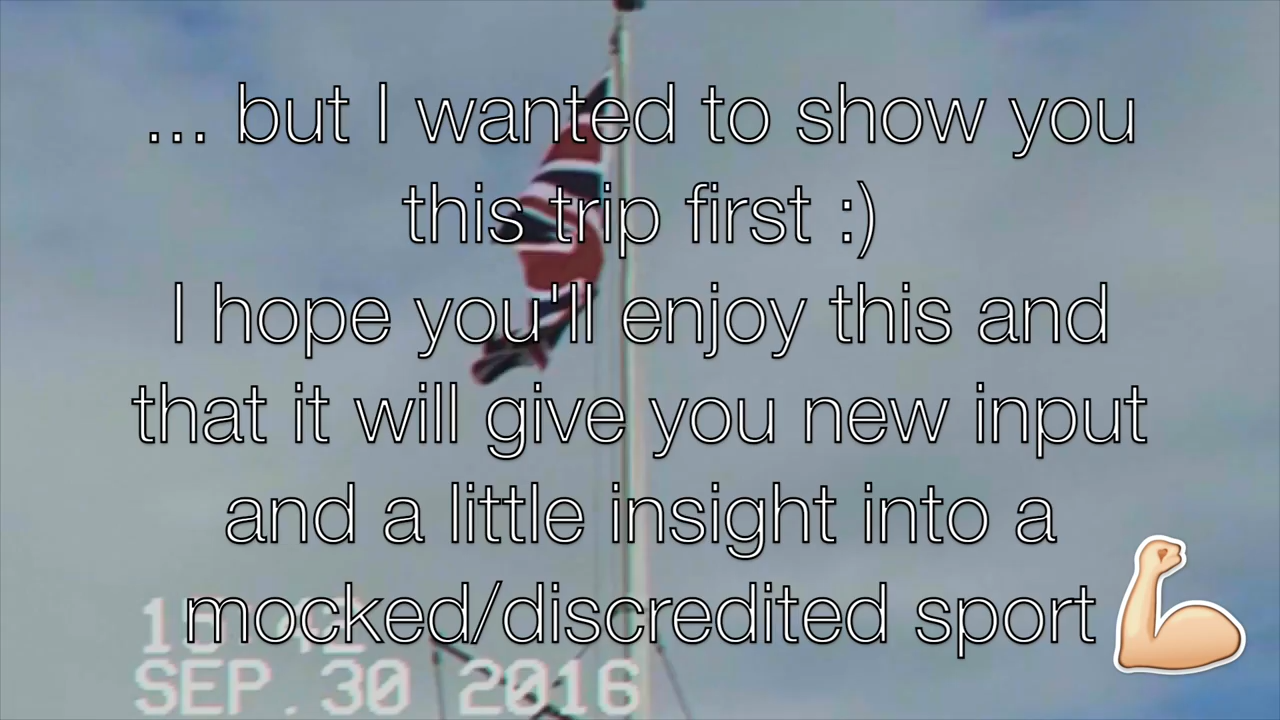 ... but I wanted to show you
this trip first :)
I hope you'll enjoy this and
that it will give you new input
and a little insight into a
mocked/discredited sport
SEP. 30 2016